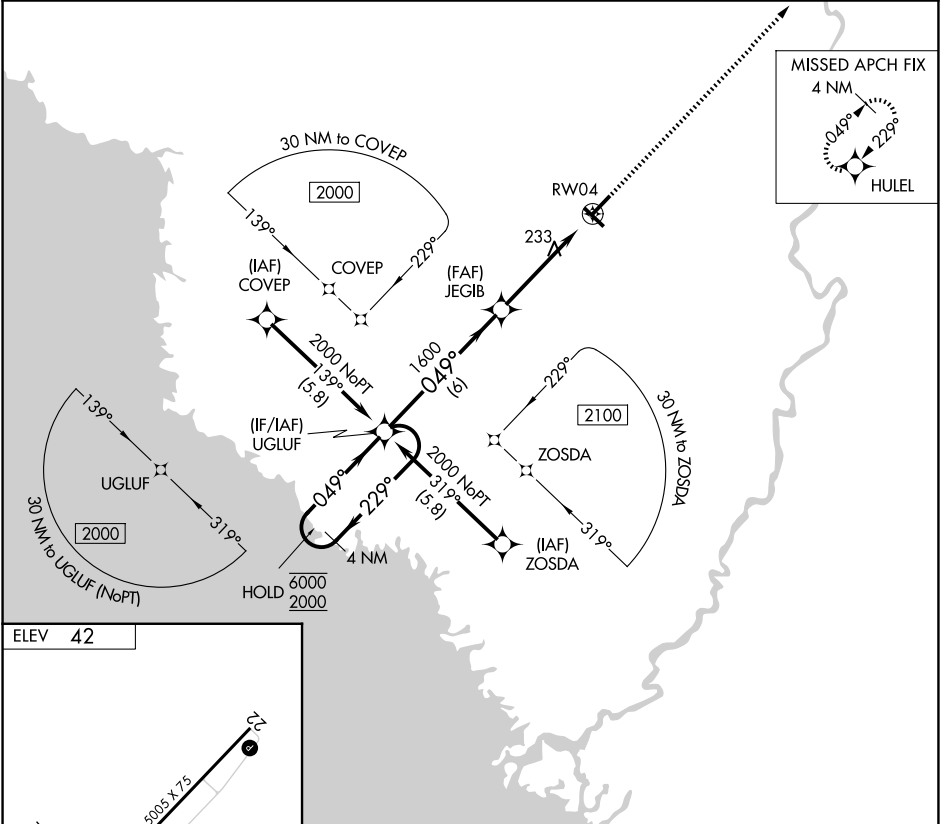 MISSED APCH FIX
4 NM
049°
229°
HULEL
30 NM to COVEP
2000
139°
229°
COVEP
(IAF)
COVEP
RW04
233
(FAF)
JEGIB
2000 NoPT
139°
(5.8)
1600
049°
(6)
(IF/IAF)
UGLUF
229°
2100
30 NM to ZOSDA
ZOSDA
319°
139°
UGLUF
319°
2000
30 NM to UGLUF (NoPT)
049°
229°
2000 NoPT
319°
(5.8)
(IAF)
ZOSDA
4 NM
HOLD
6000
2000
ELEV 42
22
P
5005 X 75